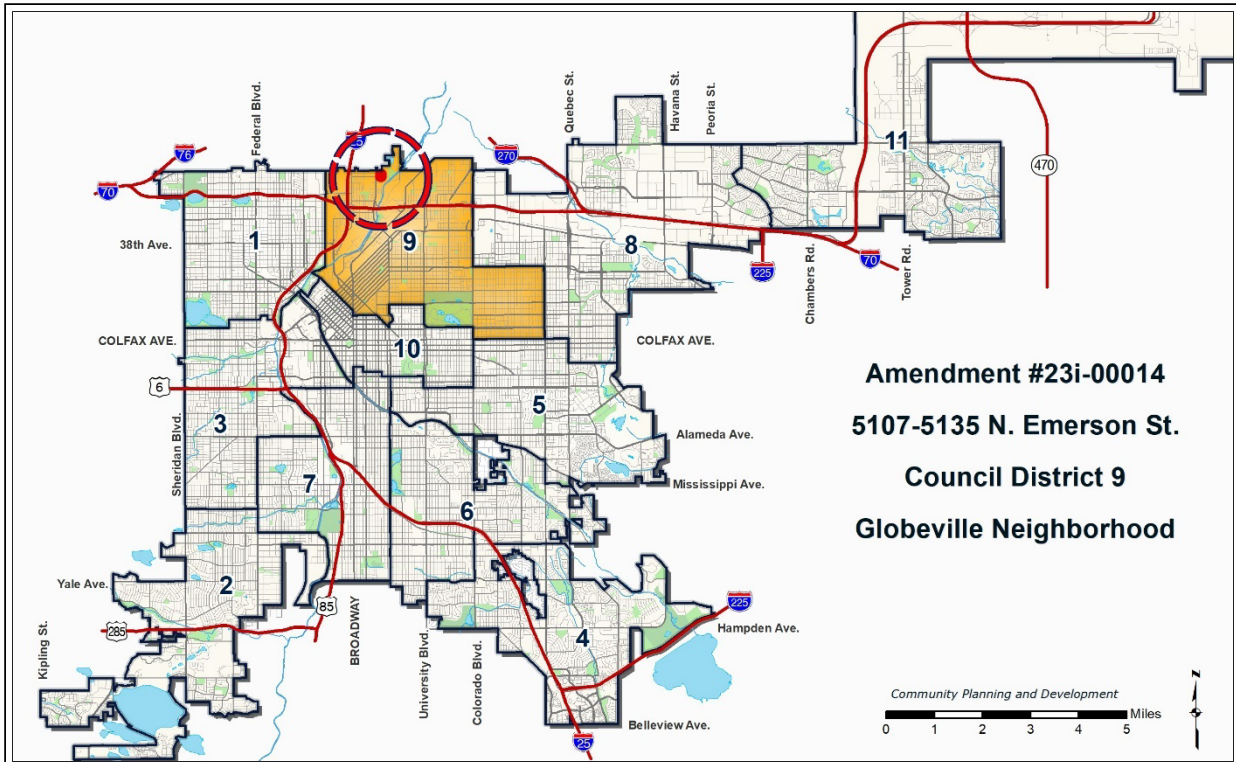 Federal Blvd.
Quebec St.
Havana St.
Peoria St.
76
25
270
11
70
470
38th Ave.
1
9
8
225
Chambers Rd.
70
Tower Rd.
COLFAX AVE.
10
COLFAX AVE.
6
3
5
Sheridan Blvd.
Alameda Ave.
7
Mississippi Ave.
6
Amendment #23i-00014
5107-5135 N. Emerson St.
Council District 9
Globeville Neighborhood
Yale Ave.
2
85
BROADWAY
225
285
Kipling St.
University Blvd.
Colorado Blvd.
4
Hampden Ave.
Belleview Ave.
25
Community Planning and Development
Miles
0 1 2 3 4 5
N